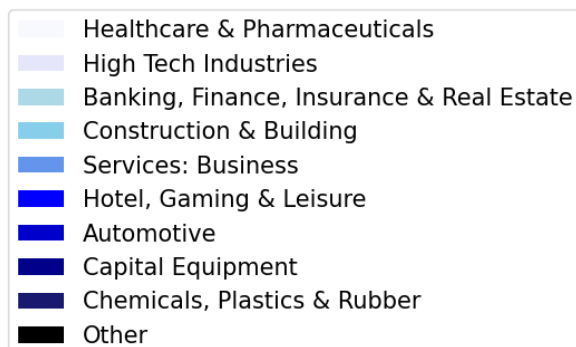 Healthcare & Pharmaceuticals
High Tech Industries
Banking, Finance, Insurance & Real Estate
Construction & Building
Services: Business
Hotel, Gaming & Leisure
Automotive
Capital Equipment
Chemicals, Plastics & Rubber
Other